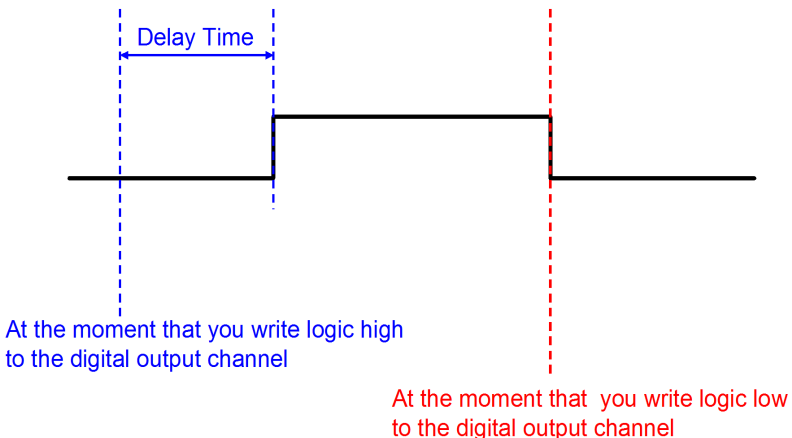 Delay Time
At the moment that you write logic high
to the digital output channel
At the moment that  you write logic low
to the digital output channel